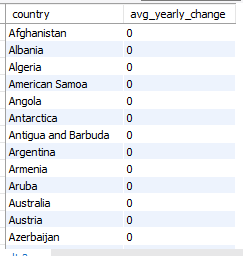 country avg_yearly_change
Afghanistan 0
Albania 0
Algeria 0
American Samoa 0
Angola 0
Antarctica 0
Antigua and Barbuda 0
Argentina 0
Armenia 0
Aruba 0
Australia 0
Austria 0
Azerbaijan 0